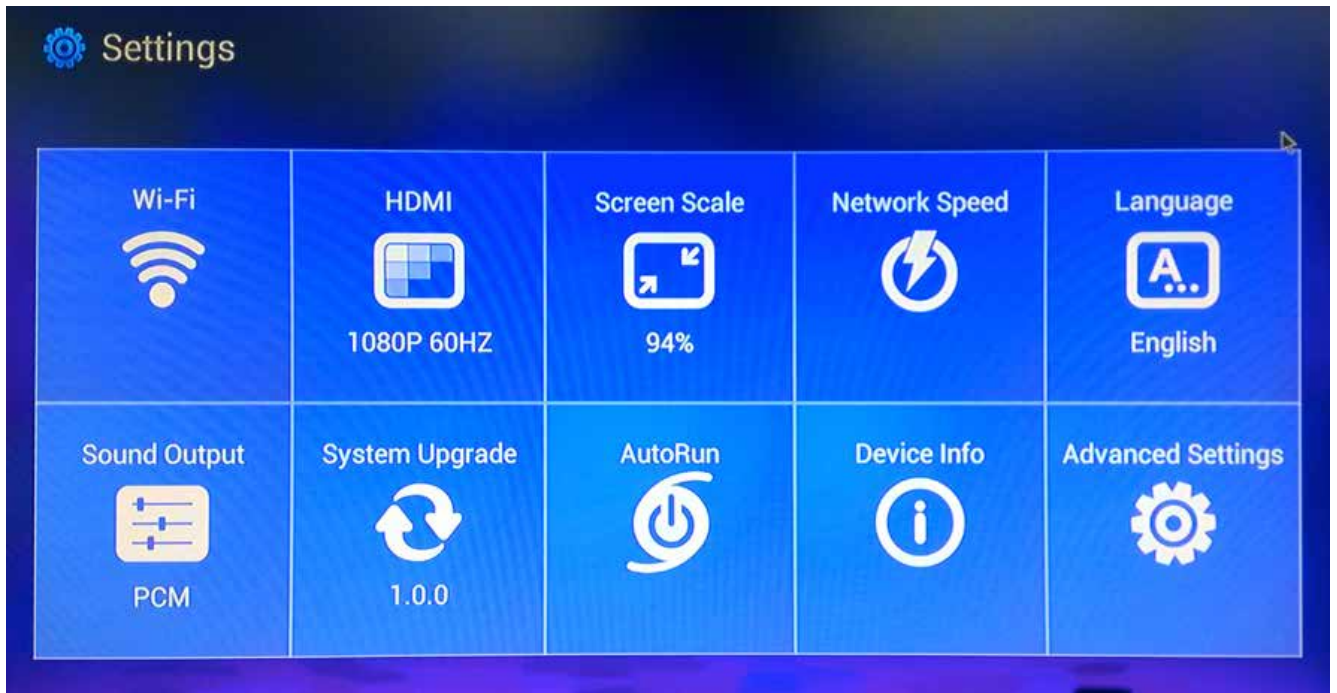 Settings
Wi-Fi
HDMI
1080P 60HZ
Screen Scale
94%
Network Speed
Language
A...
English
Sound Output
PCM
System Upgrade
1.0.0
AutoRun
Device Info
i
Advanced Settings